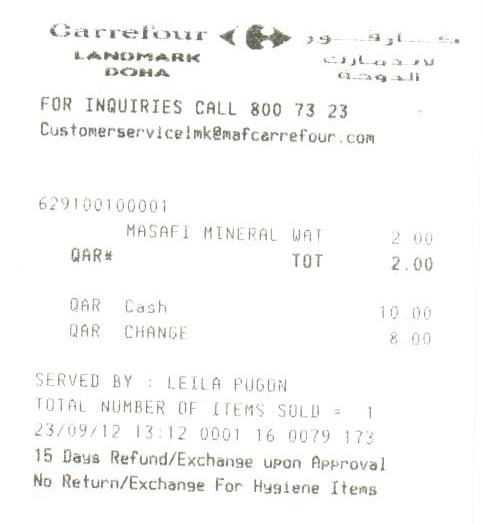 Carrefour كارفور
LANDMARK لاندمارك
DOHA الدوحة
FOR INQUIRIES CALL 800 73 23
Customerservicelmk@mafcarrefour.com
629100100001
MASAFI MINERAL WAT 2.00
QAR* TOT 2.00
QAR Cash 10.00
QAR CHANGE 8.00
SERVED BY : LEILA PUGON
TOTAL NUMBER OF ITEMS SOLD = 1
23/09/12 13:12 0001 16 0079 173
15 Days Refund/Exchange upon Approval
No Return/Exchange For Hygiene Items